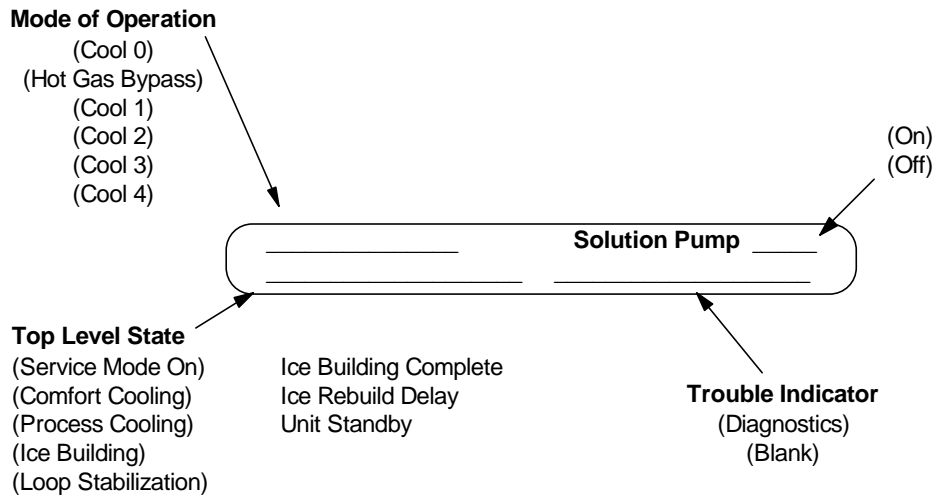 Mode of Operation
(Cool 0)
(Hot Gas Bypass)
(Cool 1)
(Cool 2)
(Cool 3)
(Cool 4)
(On)
(Off)
Solution Pump
Top Level State
(Service Mode On)
(Comfort Cooling)
(Process Cooling)
(Ice Building)
(Loop Stabilization)
Ice Building Complete
Ice Rebuild Delay
Unit Standby
Trouble Indicator
(Diagnostics)
(Blank)